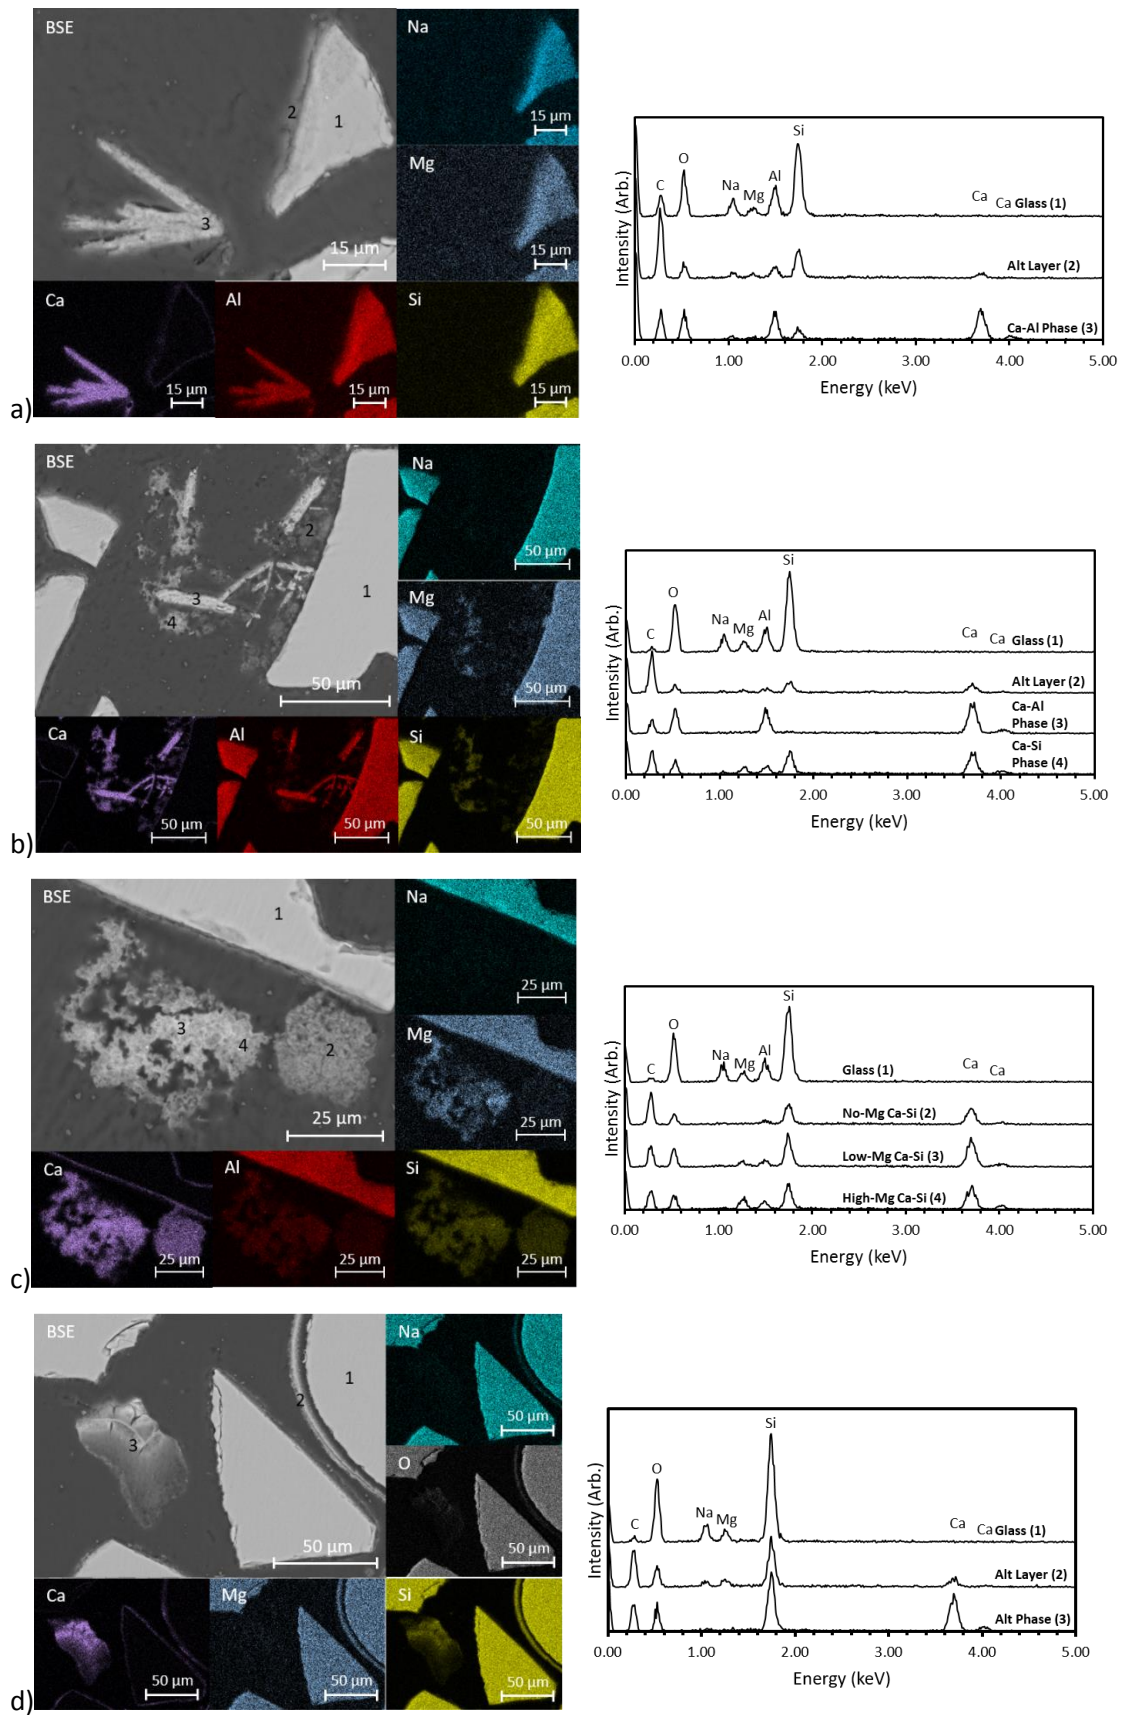 BSE
2
1
3
15 µm
Na
15 µm
Mg
15 µm
Ca
15 µm
Al
15 µm
Si
15 µm
a)
Intensity (Arb.)
C
O
Na
Mg
Al
Si
Ca
Ca
Glass (1)
Alt Layer (2)
Ca-Al Phase (3)
0.00 1.00 2.00 3.00 4.00 5.00
Energy (keV)
BSE
2
1
3
4
50 µm
Na
50 µm
Mg
50 µm
Ca
50 µm
Al
50 µm
Si
50 µm
b)
Intensity (Arb.)
C
O
Na
Mg
Al
Si
Ca
Ca
Glass (1)
Alt Layer (2)
Ca-Al
Phase (3)
Ca-Si
Phase (4)
0.00 1.00 2.00 3.00 4.00 5.00
Energy (keV)
BSE
1
3
4
2
25 µm
Na
25 µm
Mg
25 µm
Ca
25 µm
Al
25 µm
Si
25 µm
c)
Intensity (Arb.)
C
O
Na
Mg
Al
Si
Ca
Ca
Glass (1)
No-Mg Ca-Si (2)
Low-Mg Ca-Si (3)
High-Mg Ca-Si (4)
0.00 1.00 2.00 3.00 4.00 5.00
Energy (keV)
BSE
1
2
3
50 µm
Na
50 µm
O
50 µm
Ca
50 µm
Mg
50 µm
Si
50 µm
d)
Intensity (Arb.)
C
O
Na
Mg
Si
Ca
Ca
Glass (1)
Alt Layer (2)
Alt Phase (3)
0.00 1.00 2.00 3.00 4.00 5.00
Energy (keV)